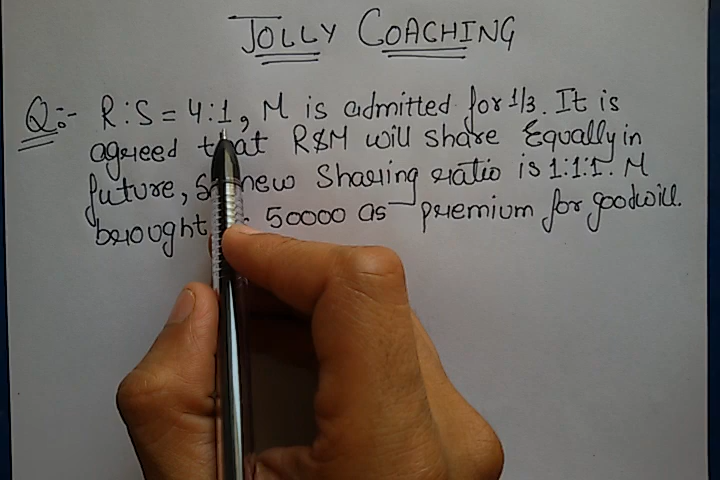 JOLLY COACHING
Q:- R:S = 4:1, M is admitted for 1/3. It is
agreed that R&M will share Equally in
future, new sharing ratio is 1:1:1. M
brought 50000 as premium for goodwill.